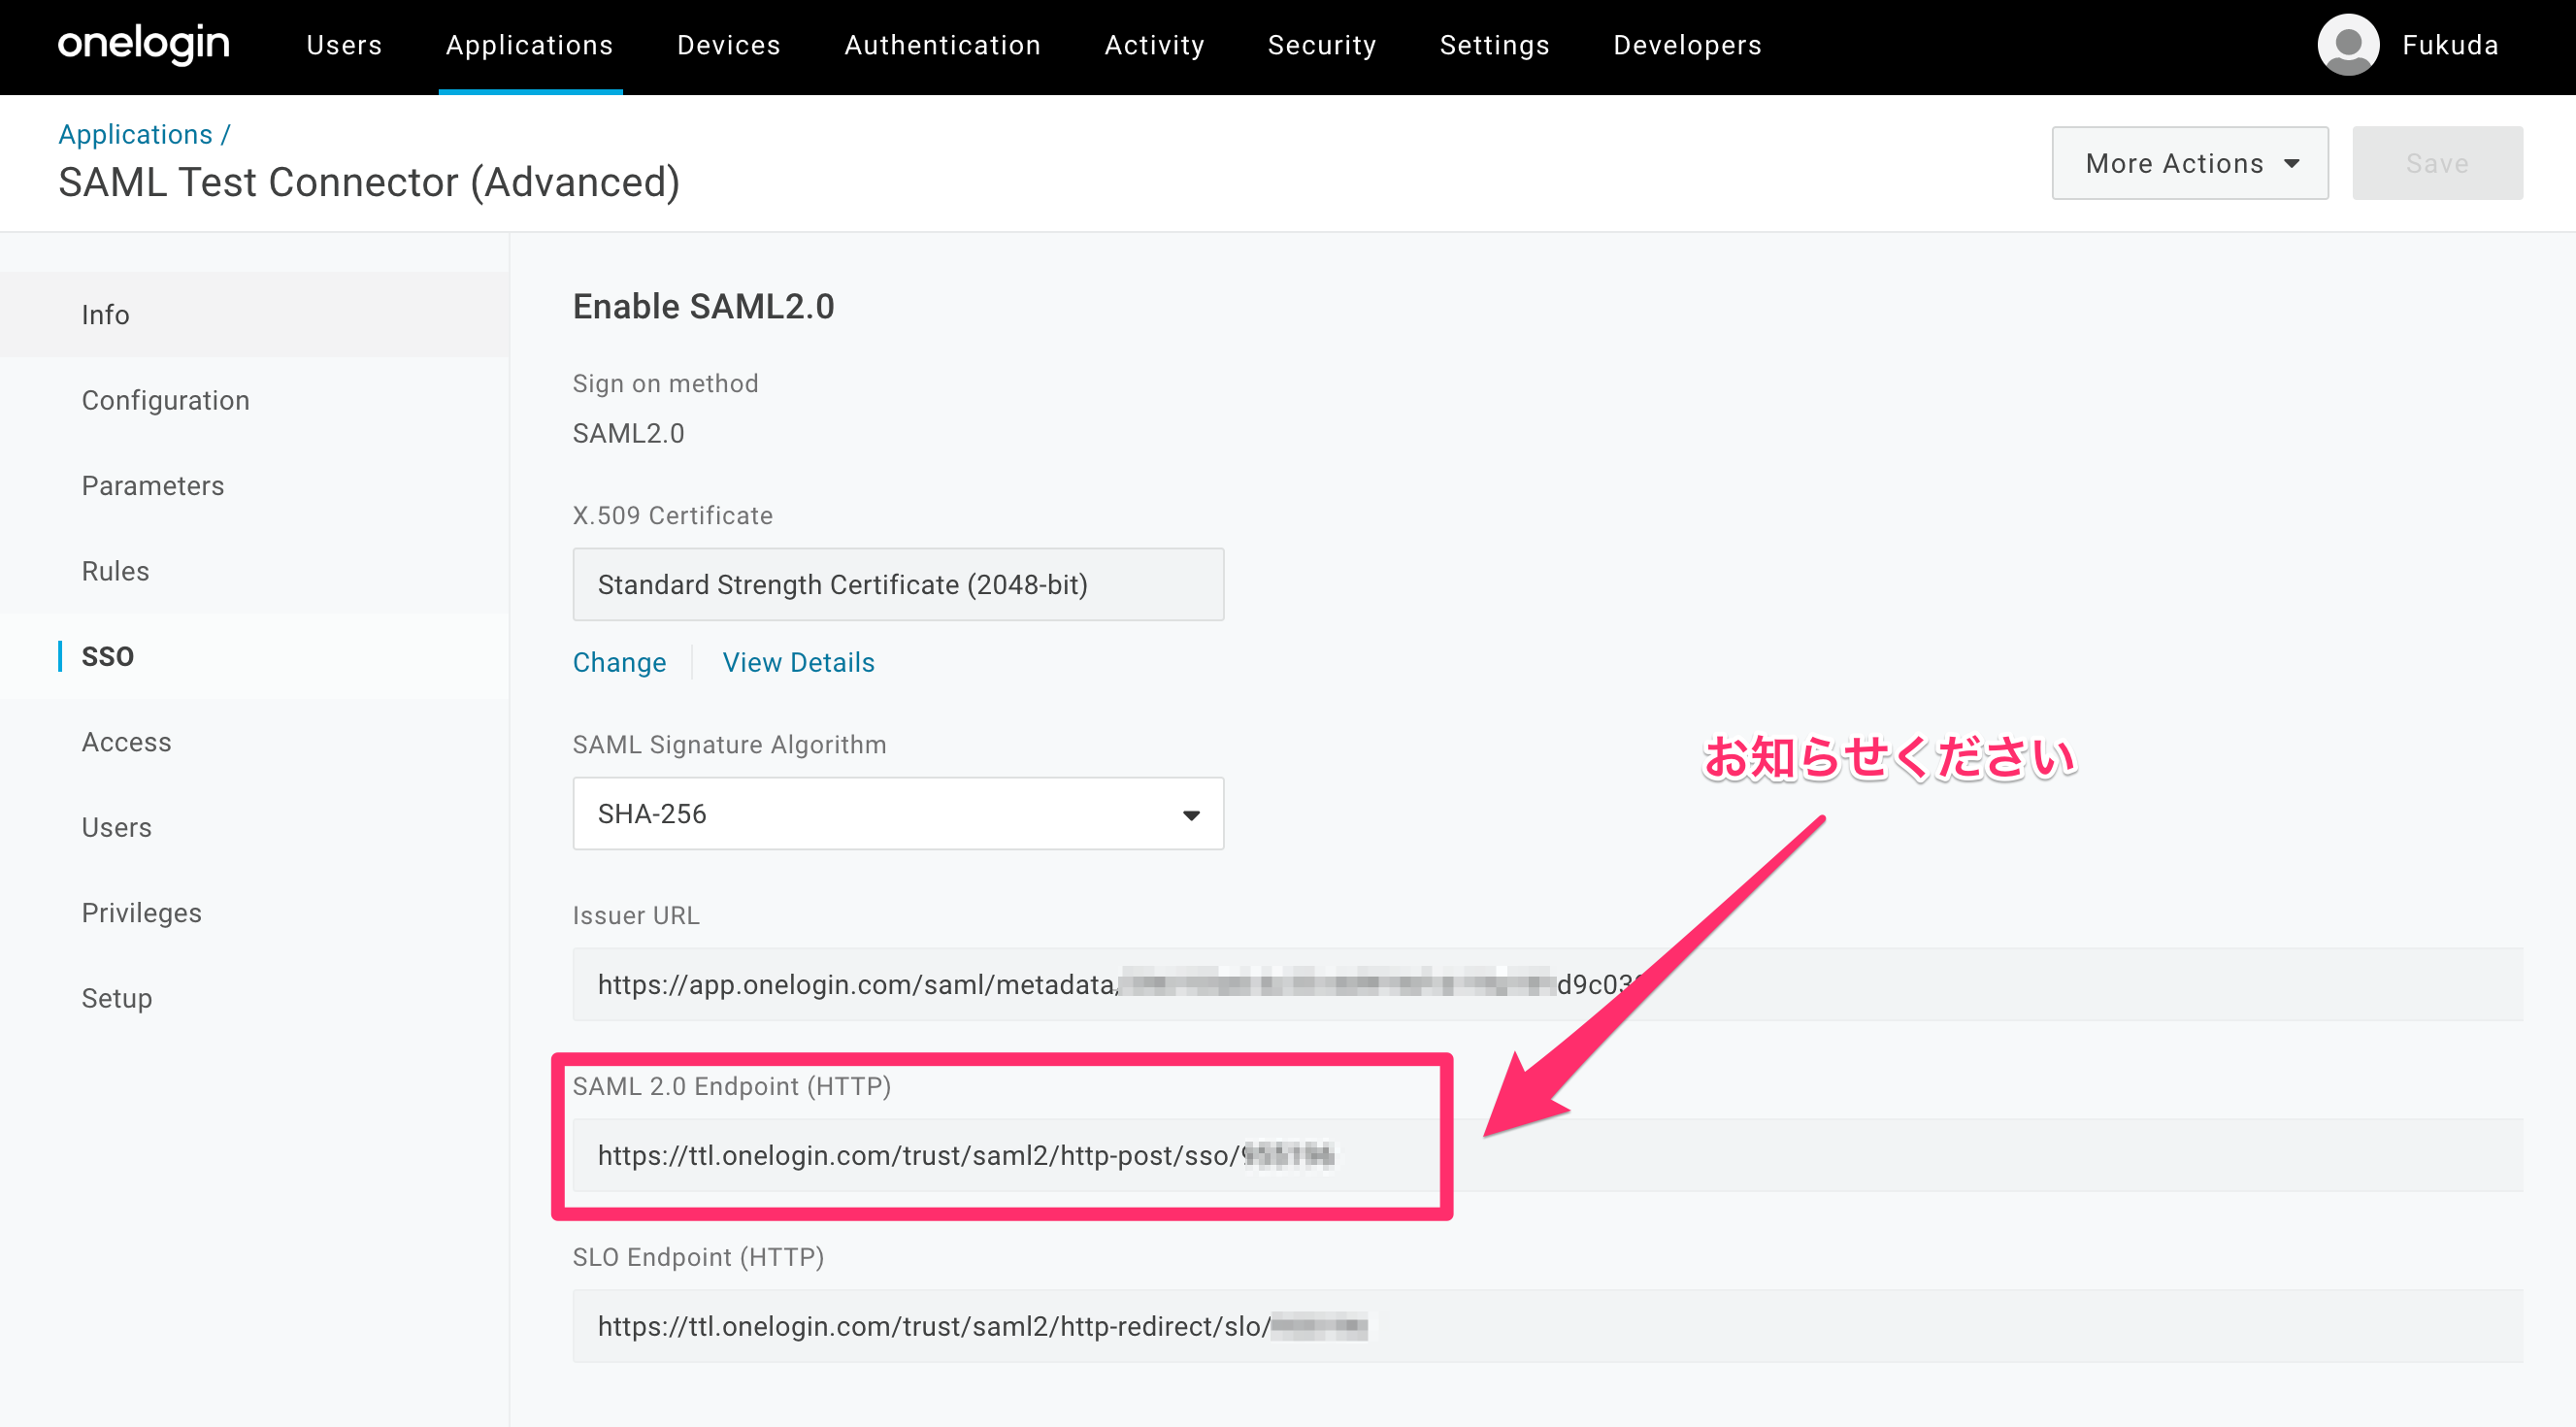 onelogin
Users
Applications
Devices
Authentication
Activity
Security
Settings
Developers
Fukuda
Applications /
SAML Test Connector (Advanced)
More Actions
Save
Info
Configuration
Parameters
Rules
SSO
Access
Users
Privileges
Setup
Enable SAML2.0
Sign on method
SAML2.0
X.509 Certificate
Standard Strength Certificate (2048-bit)
Change
View Details
SAML Signature Algorithm
SHA-256
お知らせください
Issuer URL
https://app.onelogin.com/saml/metadata/ d9c03
SAML 2.0 Endpoint (HTTP)
https://ttl.onelogin.com/trust/saml2/http-post/sso/
SLO Endpoint (HTTP)
https://ttl.onelogin.com/trust/saml2/http-redirect/slo/